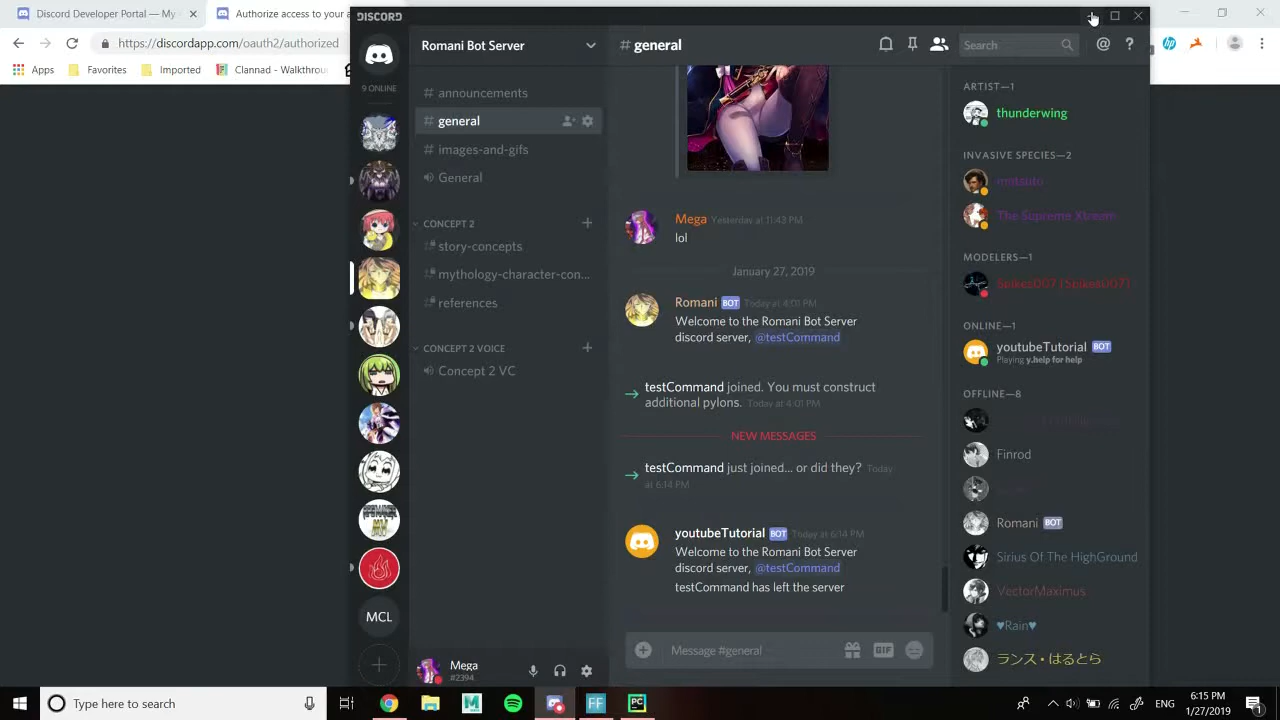 Discord Developer Portal — My
Authorize access to your
https://discordapp.com/oauth2/authorized
Apps
Favorites
Imported
Clannad - Walkthrou
DISCORD
9 ONLINE
MCL
Romani Bot Server
# announcements
# general
# images-and-gifs
General
CONCEPT 2
story-concepts
mythology-character-con...
references
CONCEPT 2 VOICE
Concept 2 VC
Mega
#2394
# general
Search
Mega Yesterday at 11:43 PM
lol
January 27, 2019
Romani BOT Today at 4:01 PM
Welcome to the Romani Bot Server
discord server, @testCommand
testCommand joined. You must construct
additional pylons. Today at 4:01 PM
NEW MESSAGES
testCommand just joined... or did they? Today
at 6:14 PM
youtubeTutorial BOT Today at 6:14 PM
Welcome to the Romani Bot Server
discord server, @testCommand
testCommand has left the server
Message #general
GIF
ARTIST—1
thunderwing
INVASIVE SPECIES—2
matsuto
The Supreme Xtream
MODELERS—1
Spikes007 (Spikes007)
ONLINE—1
youtubeTutorial BOT
Playing y.help for help
OFFLINE—8
Finrod
Romani BOT
Sirius Of The HighGround
VectorMaximus
♥Rain♥
ランス・はるとら
Type here to search
ENG
6:15 PM
1/27/2019